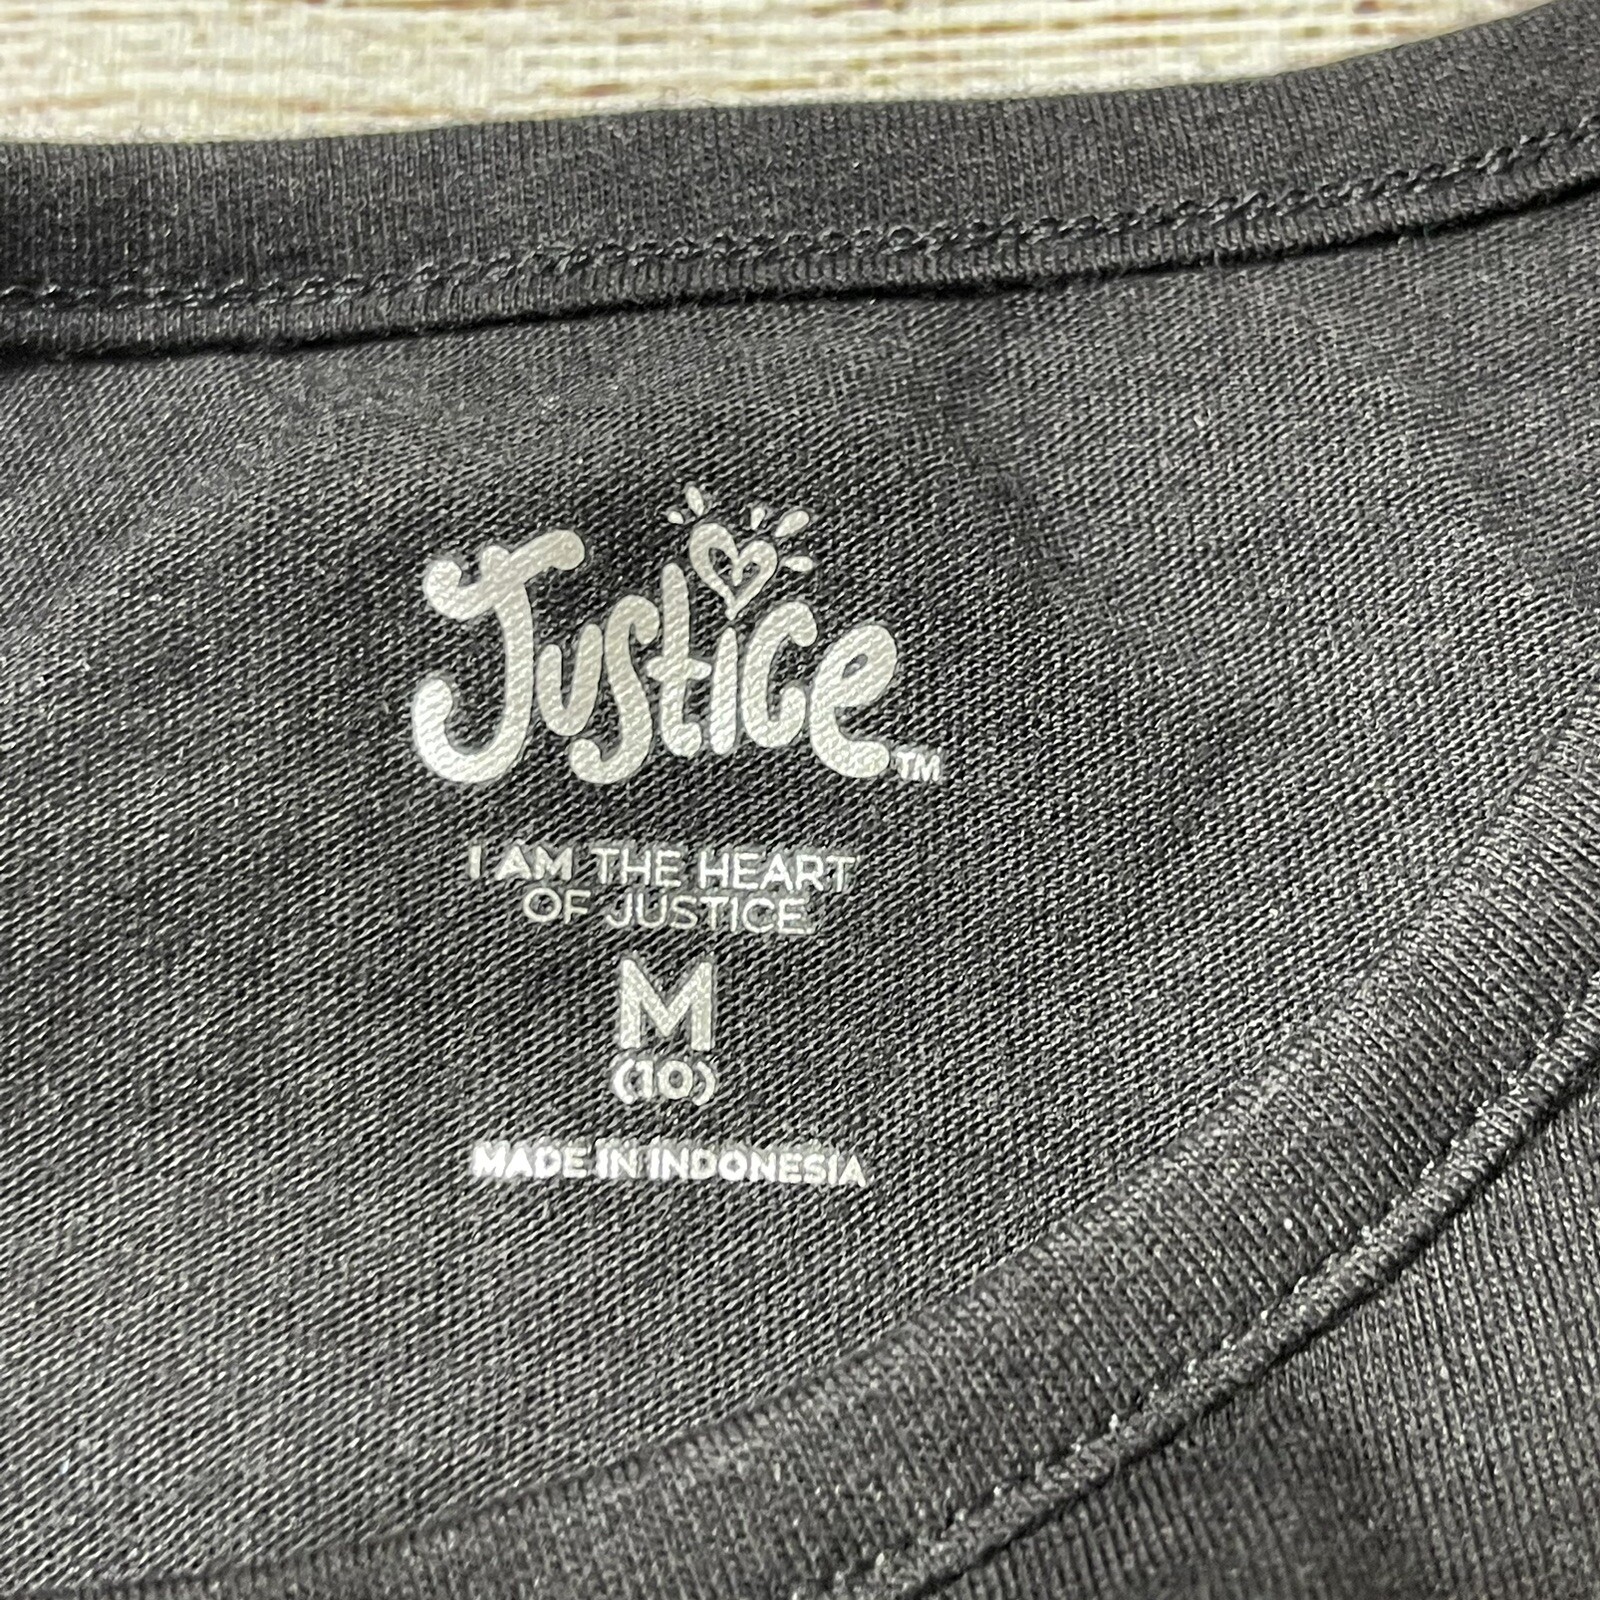 Justice™
I AM THE HEART
OF JUSTICE.
M
(10)
MADE IN INDONESIA